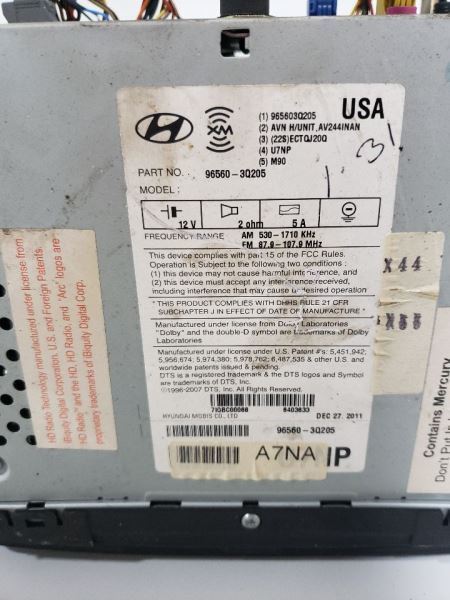 XM
(1) 965603Q205
USA
(2) AVN H/UNIT,AV244INAN
(3) (22S)ECTQJ20Q
(4) U7NP
(5) M90
PART NO. 96560-3Q205
MODEL :
12 V 2 ohm 5 A
FREQUENCY RANGE AM 530-1710 KHz
FM 87.9-107.9 MHz
This device complies with part 15 of the FCC Rules.
Operation is Subject to the following two conditions :
(1) this device may not cause harmful interference, and
(2) this device must accept any interference received,
including interference that may cause undesired operation.
"THIS PRODUCT COMPLIES WITH DHHS RULE 21 CFR
SUBCHAPTER J IN EFFECT OF DATE OF MANUFACTURE "
Manufactured under license from Dolby Laboratories
"Dolby" and the double-D symbol are trademarks of Dolby
Laboratories
Manufactured under license under U.S. Patent #'s: 5,451,942;
5,956,674; 5,974,380; 5,978,762; 6,487,535 & other U.S. and
worldwide patents issued & pending.
DTS is a registered trademark & the DTS logos and Symbol
are trademarks of DTS, Inc.
©1996-2007 DTS, Inc. All Rights Reserved.
6403633
HYUNDAI MOBIS CO., LTD DEC 27. 2011
96560-3Q205
A7NA IP
HD Radio Technology manufactured under license from
iBiquity Digital Corporation. U.S. and Foreign Patents.
HD Radio™ and the HD, HD Radio, and "Arc" logos are
proprietary trademarks of iBiquity Digital Corp.
X44
Contains Mercury
Don't Put in